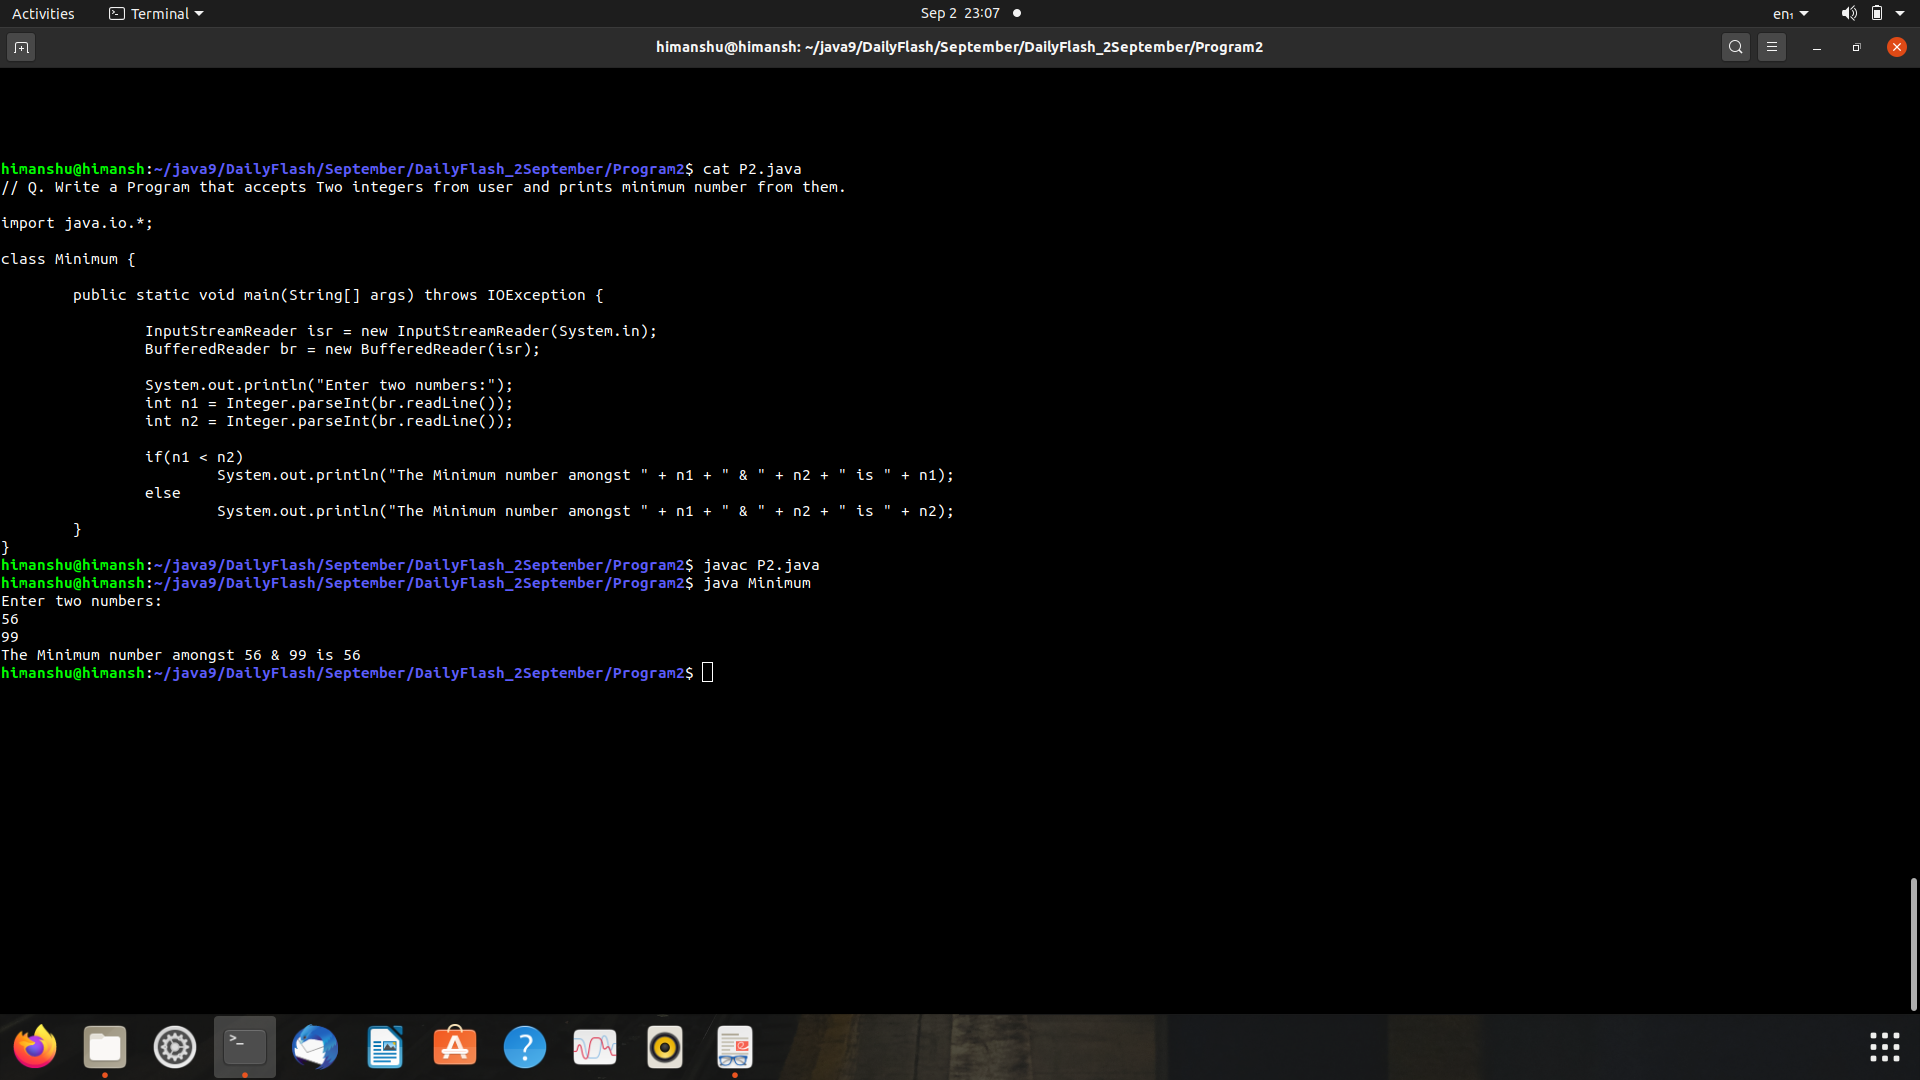 Activities Terminal Sep 2 23:07 en₁
himanshu@himansh: ~/java9/DailyFlash/September/DailyFlash_2September/Program2
himanshu@himansh:~/java9/DailyFlash/September/DailyFlash_2September/Program2$ cat P2.java
// Q. Write a Program that accepts Two integers from user and prints minimum number from them.
import java.io.*;
class Minimum {
        public static void main(String[] args) throws IOException {
                InputStreamReader isr = new InputStreamReader(System.in);
                BufferedReader br = new BufferedReader(isr);
                System.out.println("Enter two numbers:");
                int n1 = Integer.parseInt(br.readLine());
                int n2 = Integer.parseInt(br.readLine());
                if(n1 < n2)
                        System.out.println("The Minimum number amongst " + n1 + " & " + n2 + " is " + n1);
                else
                        System.out.println("The Minimum number amongst " + n1 + " & " + n2 + " is " + n2);
        }
}
himanshu@himansh:~/java9/DailyFlash/September/DailyFlash_2September/Program2$ javac P2.java
himanshu@himansh:~/java9/DailyFlash/September/DailyFlash_2September/Program2$ java Minimum
Enter two numbers:
56
99
The Minimum number amongst 56 & 99 is 56
himanshu@himansh:~/java9/DailyFlash/September/DailyFlash_2September/Program2$